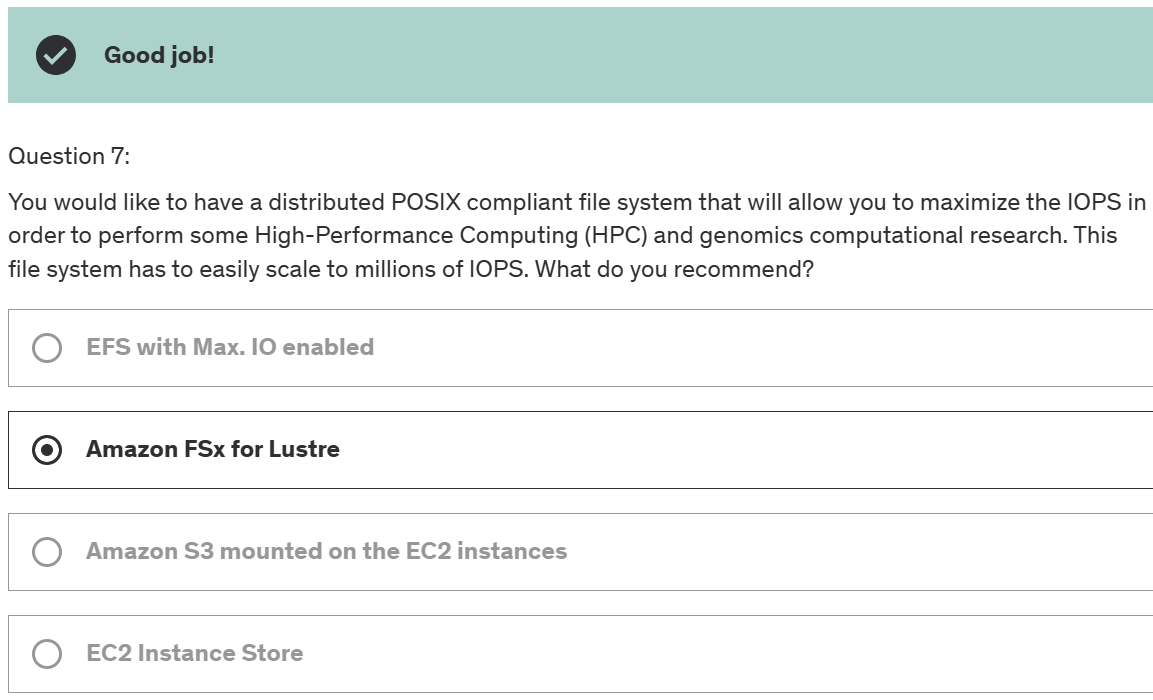 Good job!
Question 7:
You would like to have a distributed POSIX compliant file system that will allow you to maximize the IOPS in
order to perform some High-Performance Computing (HPC) and genomics computational research. This
file system has to easily scale to millions of IOPS. What do you recommend?
EFS with Max. IO enabled
Amazon FSx for Lustre
Amazon S3 mounted on the EC2 instances
EC2 Instance Store